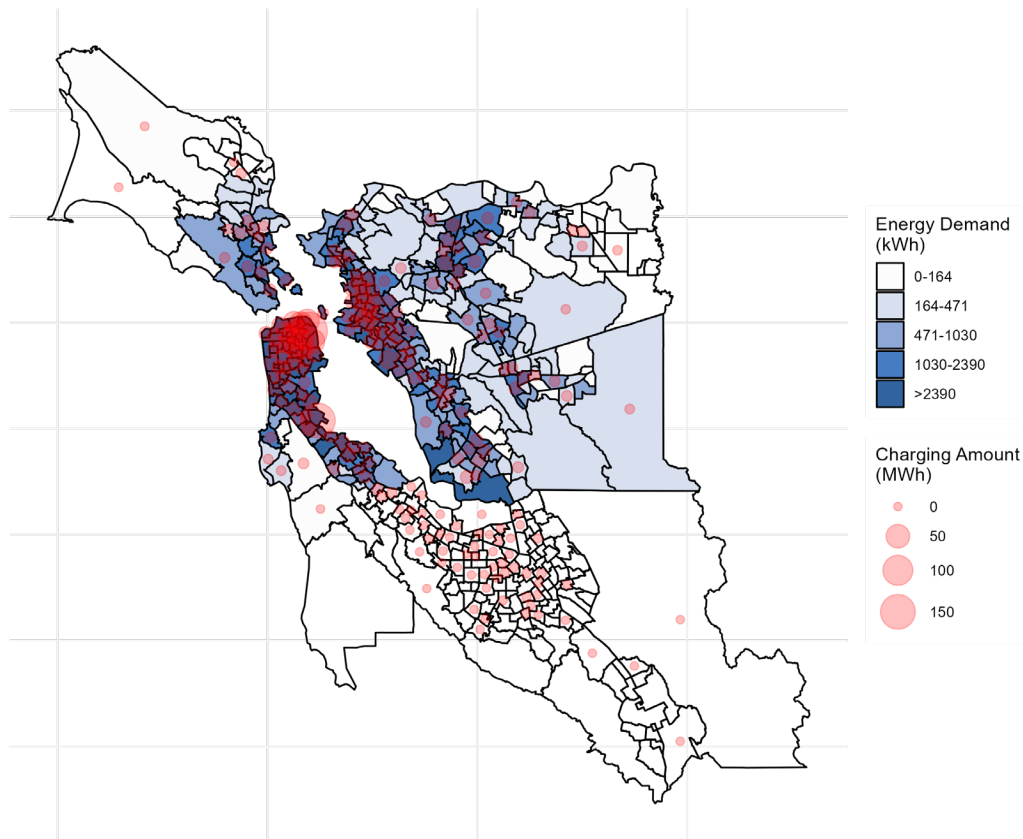 Energy Demand
(kWh)
0-164
164-471
471-1030
1030-2390
>2390
Charging Amount
(MWh)
0
50
100
150